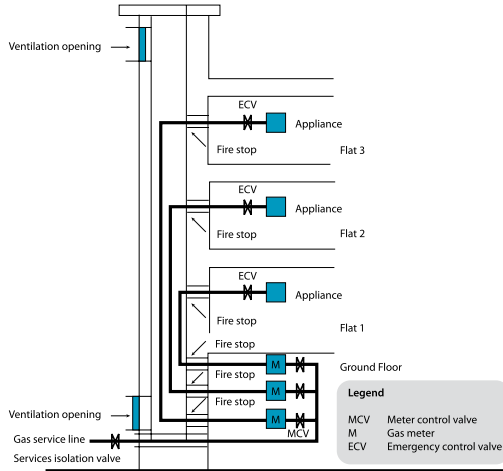 Ventilation opening
ECV
Appliance
Fire stop
Flat 3
ECV
Appliance
Fire stop
Flat 2
ECV
Appliance
Fire stop
Flat 1
Fire stop
M
Ground Floor
Fire stop
M
Fire stop
M
MCV
Ventilation opening
Gas service line
Services isolation valve
Legend
MCV Meter control valve
M Gas meter
ECV Emergency control valve